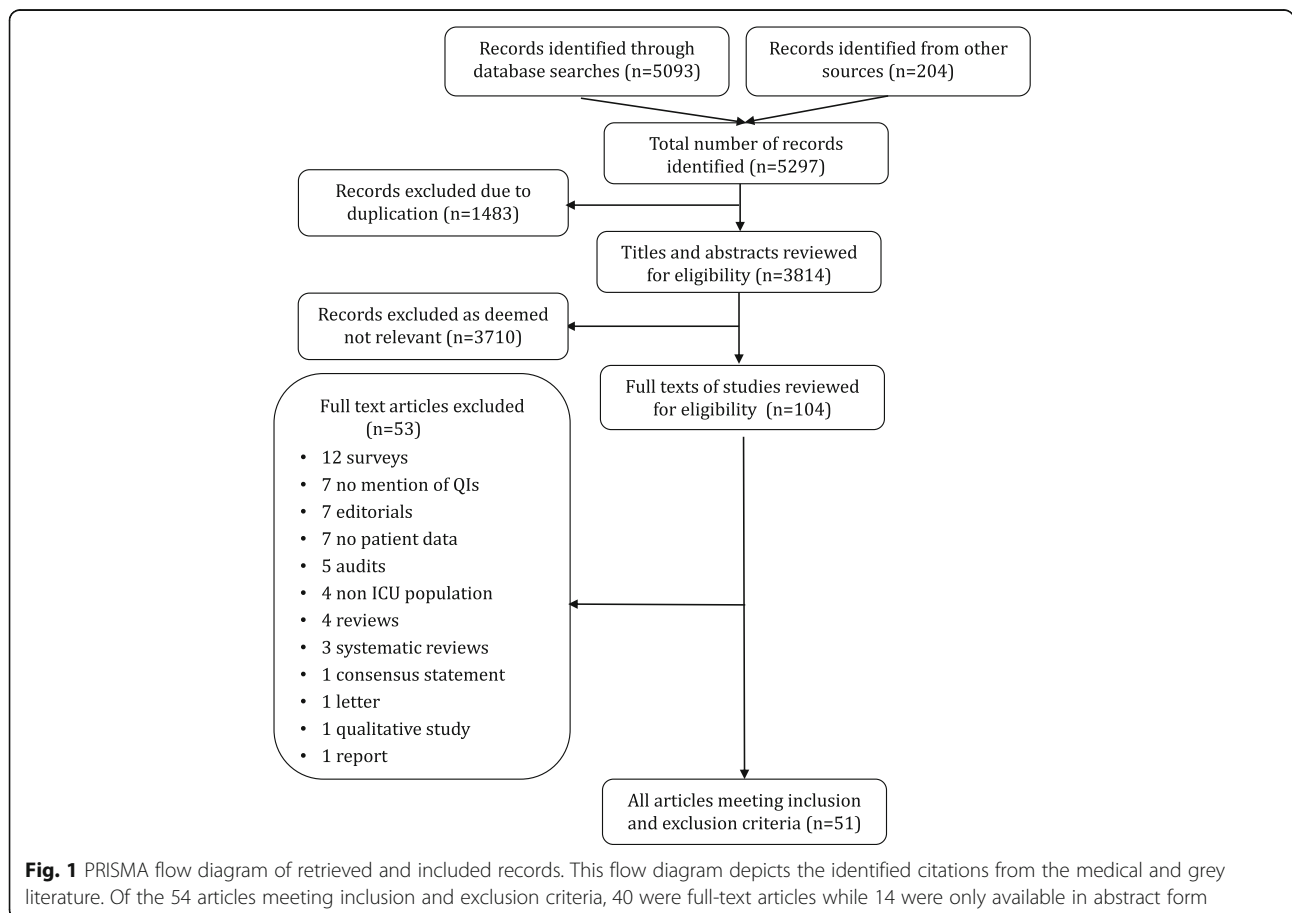 Records identified through
database searches (n=5093)
Records identified from other
sources (n=204)
Total number of records
identified (n=5297)
Records excluded due to
duplication (n=1483)
Titles and abstracts reviewed
for eligibility (n=3814)
Records excluded as deemed
not relevant (n=3710)
Full texts of studies reviewed
for eligibility (n=104)
Full text articles excluded
(n=53)
• 12 surveys
• 7 no mention of QIs
• 7 editorials
• 7 no patient data
• 5 audits
• 4 non ICU population
• 4 reviews
• 3 systematic reviews
• 1 consensus statement
• 1 letter
• 1 qualitative study
• 1 report
All articles meeting inclusion
and exclusion criteria (n=51)
Fig. 1 PRISMA flow diagram of retrieved and included records. This flow diagram depicts the identified citations from the medical and grey
literature. Of the 54 articles meeting inclusion and exclusion criteria, 40 were full-text articles while 14 were only available in abstract form